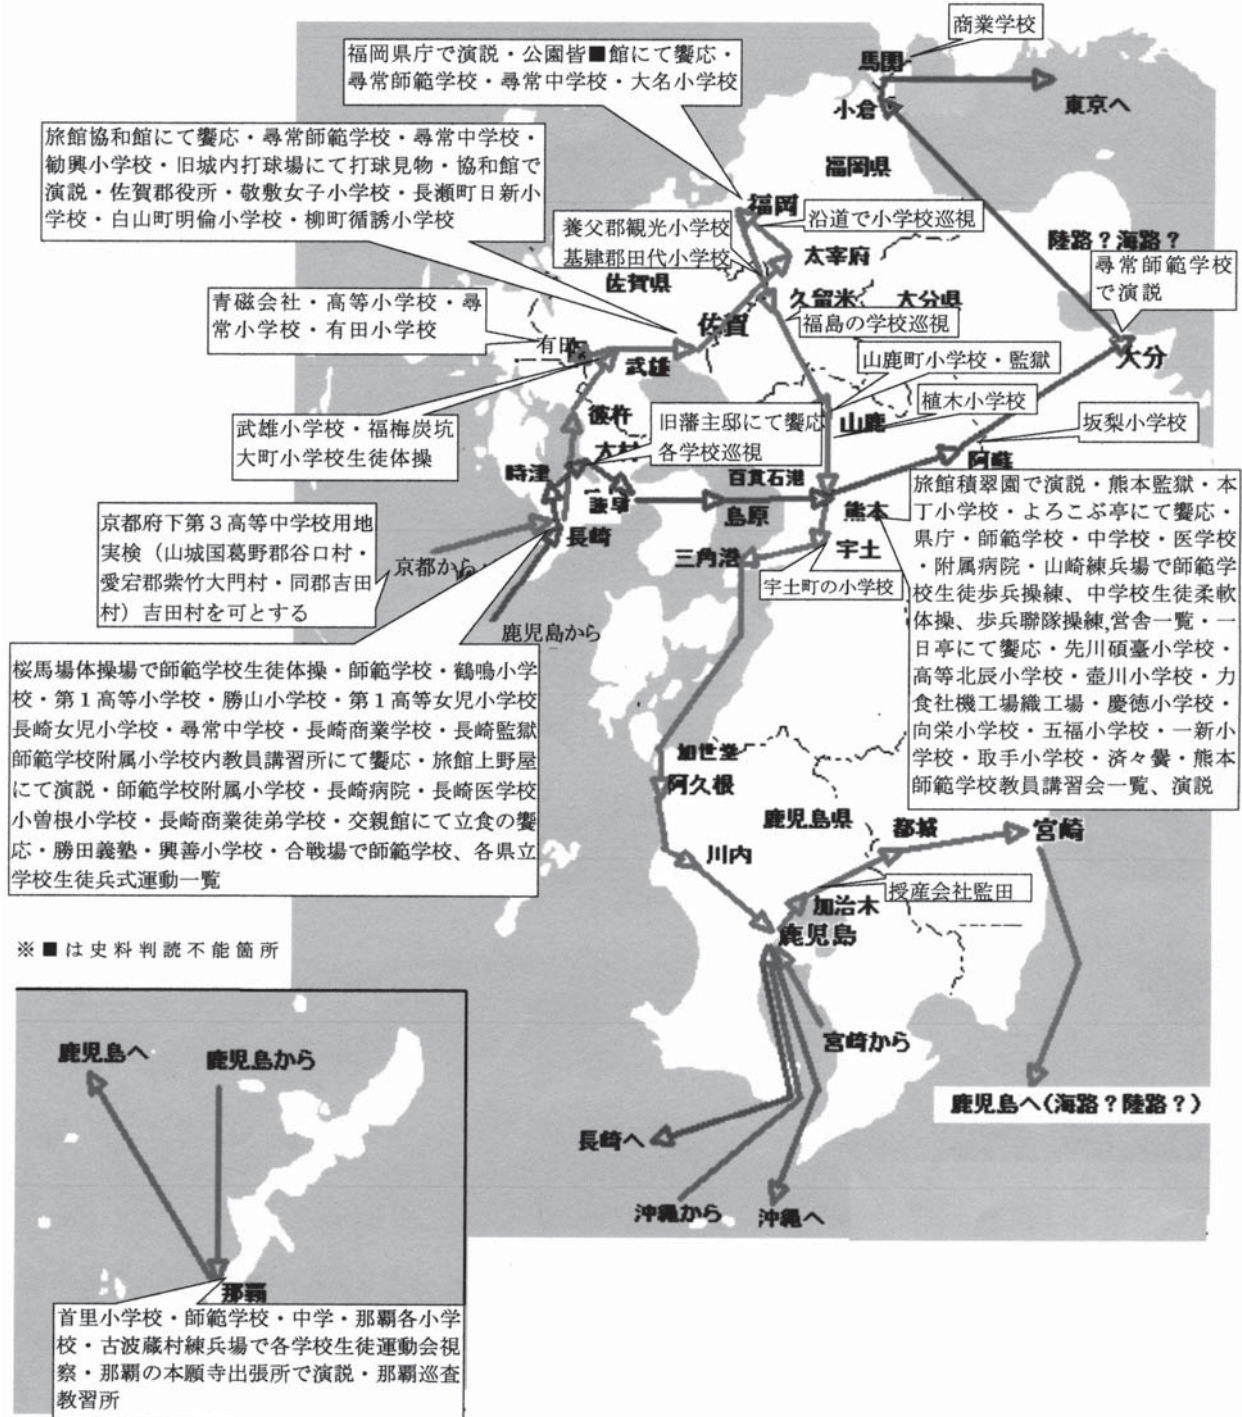 商業学校
福岡県庁で演説・公園皆■館にて饗応・
尋常師範学校・尋常中学校・大名小学校
馬関
東京へ
小倉
福岡県
旅館協和館にて饗応・尋常師範学校・尋常中学校・
勧興小学校・旧城内打球場にて打球見物・協和館で
演説・佐賀郡役所・敬敷女子小学校・長瀬町日新小
学校・白山町明倫小学校・柳町循誘小学校
福岡
沿道で小学校巡視
養父郡観光小学校
基肄郡田代小学校
太宰府
陸路?海路?
尋常師範学校
で演説
佐賀県
久留米
大分県
青磁会社・高等小学校・尋
常小学校・有田小学校
佐賀
福島の学校巡視
有田
武雄
大分
山鹿町小学校・監獄
植木小学校
武雄小学校・福梅炭坑
大町小学校生徒体操
彼杵
旧藩主邸にて饗応
各学校巡視
山鹿
坂梨小学校
大村
時津
百貫石港
阿蘇
諫早
島原
熊本
旅館積翠園で演説・熊本監獄・本
丁小学校・よろこぶ亭にて饗応・
県庁・師範学校・中学校・医学校
・附属病院・山崎練兵場で師範学
校生徒歩兵操練、中学校生徒柔軟
体操、歩兵聯隊操練,営舎一覧・一
日亭にて饗応・先川碩臺小学校・
高等北辰小学校・壺川小学校・力
食社機工場織工場・慶徳小学校・
向栄小学校・五福小学校・一新小
学校・取手小学校・済々黌・熊本
師範学校教員講習会一覧、演説
京都府下第3高等中学校用地
実検(山城国葛野郡谷口村・
愛宕郡紫竹大門村・同郡吉田
村)吉田村を可とする
長崎
京都から
三角港
宇土
宇土町の小学校
鹿児島から
桜馬場体操場で師範学校生徒体操・師範学校・鶴鳴小学
校・第1高等小学校・勝山小学校・第1高等女児小学校
長崎女児小学校・尋常中学校・長崎商業学校・長崎監獄
師範学校附属小学校内教員講習所にて饗応・旅館上野屋
にて演説・師範学校附属小学校・長崎病院・長崎医学校
小曽根小学校・長崎商業徒弟学校・交親館にて立食の饗
応・勝田義塾・興善小学校・合戦場で師範学校、各県立
学校生徒兵式運動一覧
加世堂
阿久根
鹿児島県
都城
宮崎
川内
授産会社監田
加治木
鹿児島
※■は史料判読不能箇所
宮崎から
鹿児島へ(海路?陸路?)
長崎へ
沖縄から
沖縄へ
鹿児島へ
鹿児島から
那覇
首里小学校・師範学校・中学・那覇各小学
校・古波蔵村練兵場で各学校生徒運動会視
察・那覇の本願寺出張所で演説・那覇巡査
教習所